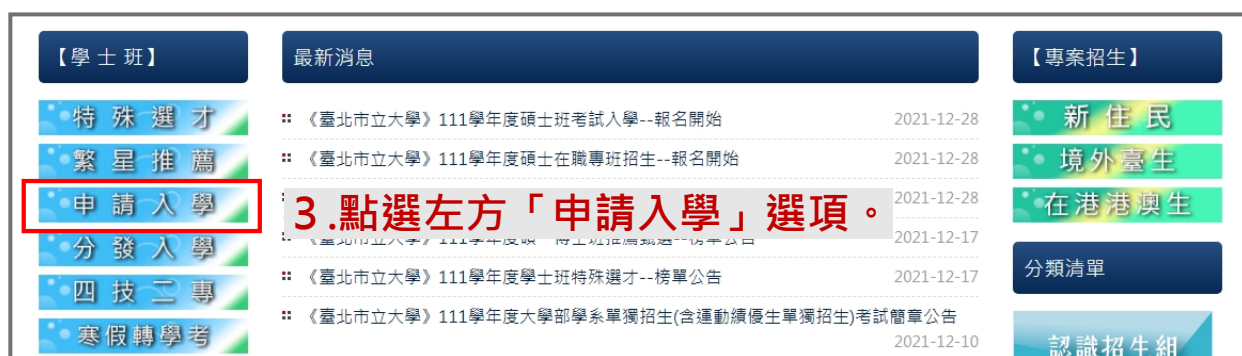 【學士班】
特殊選才
繁星推薦
申請入學
分發入學
四技二專
寒假轉學考
最新消息
《臺北市立大學》111學年度碩士班考試入學--報名開始 2021-12-28
《臺北市立大學》111學年度碩士在職專班招生--報名開始 2021-12-28
2021-12-28
3.點選左方「申請入學」選項。
2021-12-17
《臺北市立大學》111學年度學士班特殊選才--榜單公告 2021-12-17
《臺北市立大學》111學年度大學部學系單獨招生(含運動績優生單獨招生)考試簡章公告
2021-12-10
【專案招生】
新住民
境外臺生
在港港澳生
分類清單
認識招生組